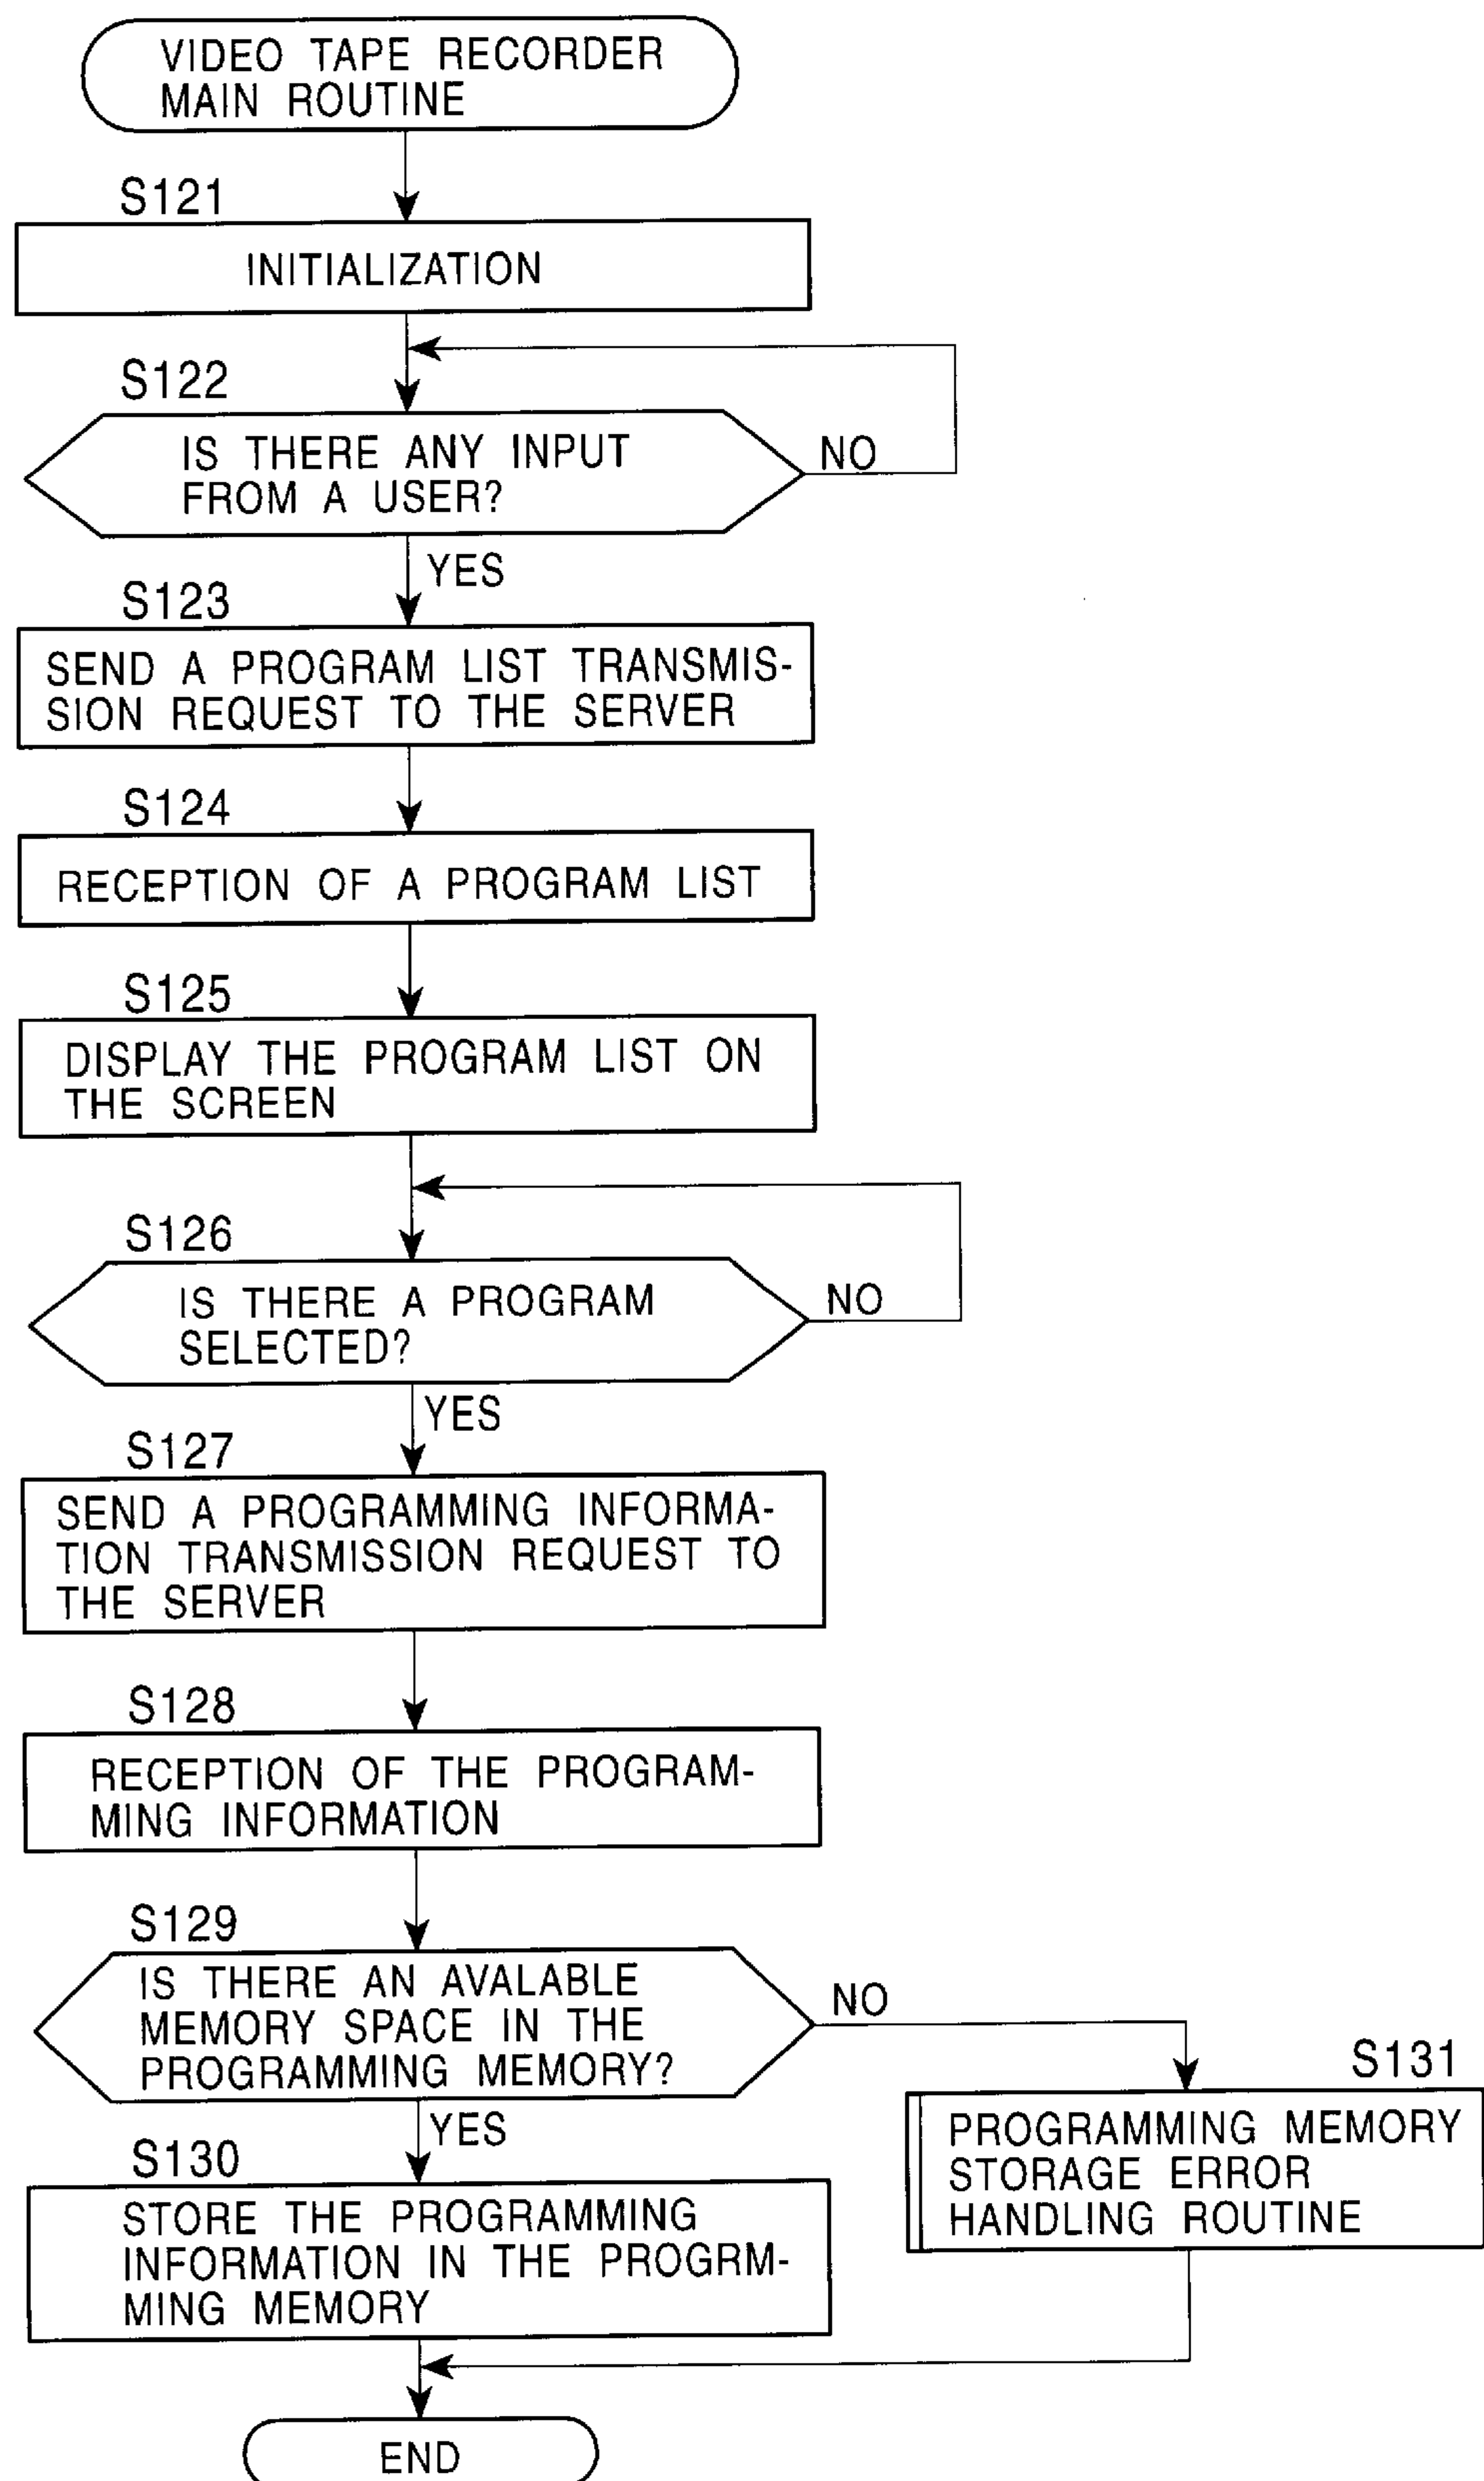 VIDEO TAPE RECORDER
MAIN ROUTINE
S121
INITIALIZATION
S122
IS THERE ANY INPUT
FROM A USER?
NO
YES
S123
SEND A PROGRAM LIST TRANSMIS-
SION REQUEST TO THE SERVER
S124
RECEPTION OF A PROGRAM LIST
S125
DISPLAY THE PROGRAM LIST ON
THE SCREEN
S126
IS THERE A PROGRAM
SELECTED?
NO
YES
S127
SEND A PROGRAMMING INFORMA-
TION TRANSMISSION REQUEST TO
THE SERVER
S128
RECEPTION OF THE PROGRAM-
MING INFORMATION
S129
IS THERE AN AVALABLE
MEMORY SPACE IN THE
PROGRAMMING MEMORY?
NO
YES
S131
PROGRAMMING MEMORY
STORAGE ERROR
HANDLING ROUTINE
S130
STORE THE PROGRAMMING
INFORMATION IN THE PROGRM-
MING MEMORY
END